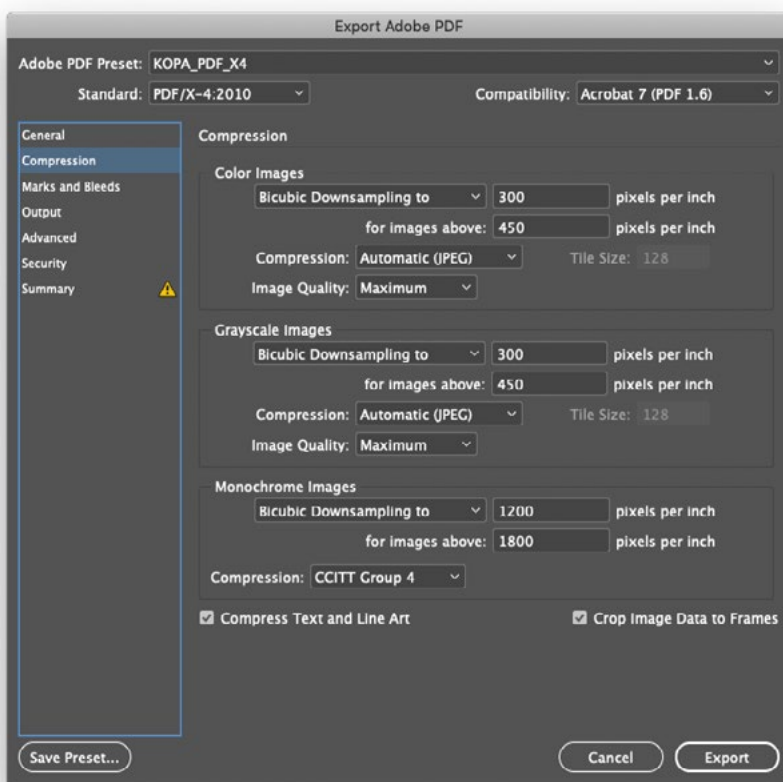 Export Adobe PDF
Adobe PDF Preset: KOPA_PDF_X4
Standard: PDF/X-4:2010 Compatibility: Acrobat 7 (PDF 1.6)
General
Compression
Marks and Bleeds
Output
Advanced
Security
Summary
Compression
Color Images
Bicubic Downsampling to 300 pixels per inch
for images above: 450 pixels per inch
Compression: Automatic (JPEG) Tile Size: 128
Image Quality: Maximum
Grayscale Images
Bicubic Downsampling to 300 pixels per inch
for images above: 450 pixels per inch
Compression: Automatic (JPEG) Tile Size: 128
Image Quality: Maximum
Monochrome Images
Bicubic Downsampling to 1200 pixels per inch
for images above: 1800 pixels per inch
Compression: CCITT Group 4
Compress Text and Line Art Crop Image Data to Frames
Save Preset... Cancel Export